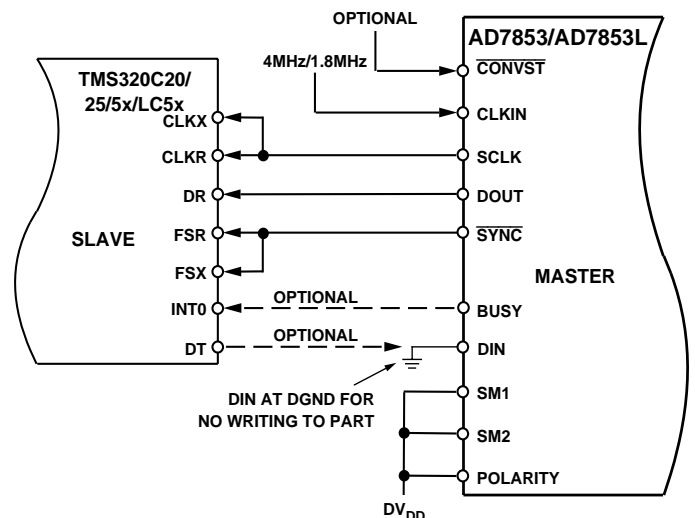 OPTIONAL
AD7853/AD7853L
4MHz/1.8MHz
CONVST
TMS320C20/
25/5x/LC5x
CLKX
CLKIN
CLKR
SCLK
DR
DOUT
SLAVE
FSR
SYNC
FSX
MASTER
INT0
OPTIONAL
BUSY
DT
OPTIONAL
DIN
DIN AT DGND FOR
NO WRITING TO PART
SM1
SM2
POLARITY
DVDD